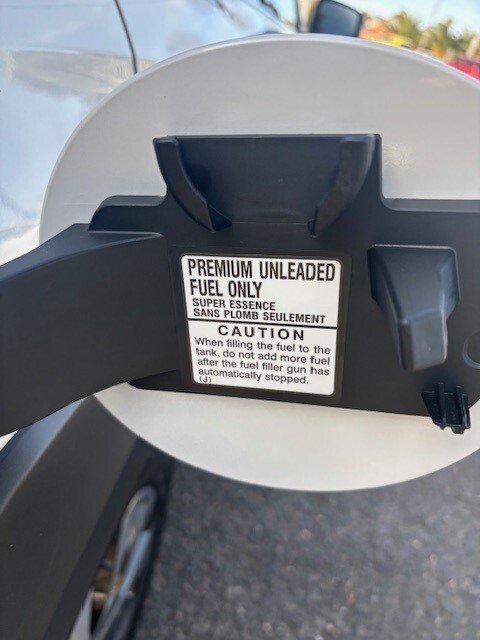 PREMIUM UNLEADED
FUEL ONLY
SUPER ESSENCE
SANS PLOMB SEULEMENT
CAUTION
When filling the fuel to the
tank, do not add more fuel
after the fuel filler gun has
automatically stopped.
(J)